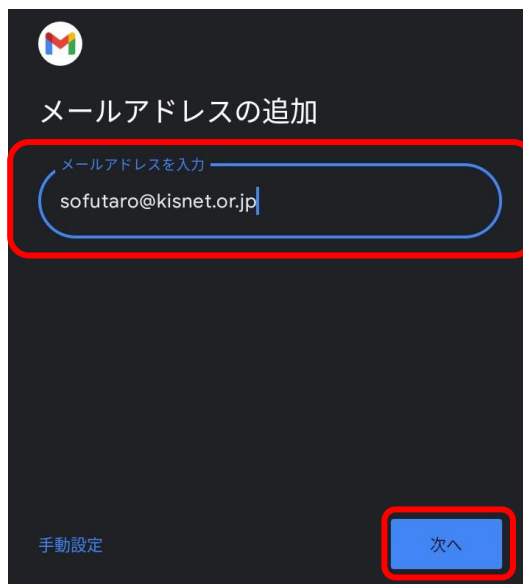 メールアドレスの追加
メールアドレスを入力
sofutaro@kisnet.or.jp
手動設定
次へ